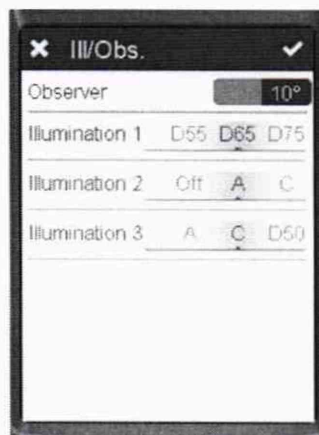 Ill/Obs.
Observer 10°
Illumination 1 D55 D65 D75
Illumination 2 Off A C
Illumination 3 A C D50